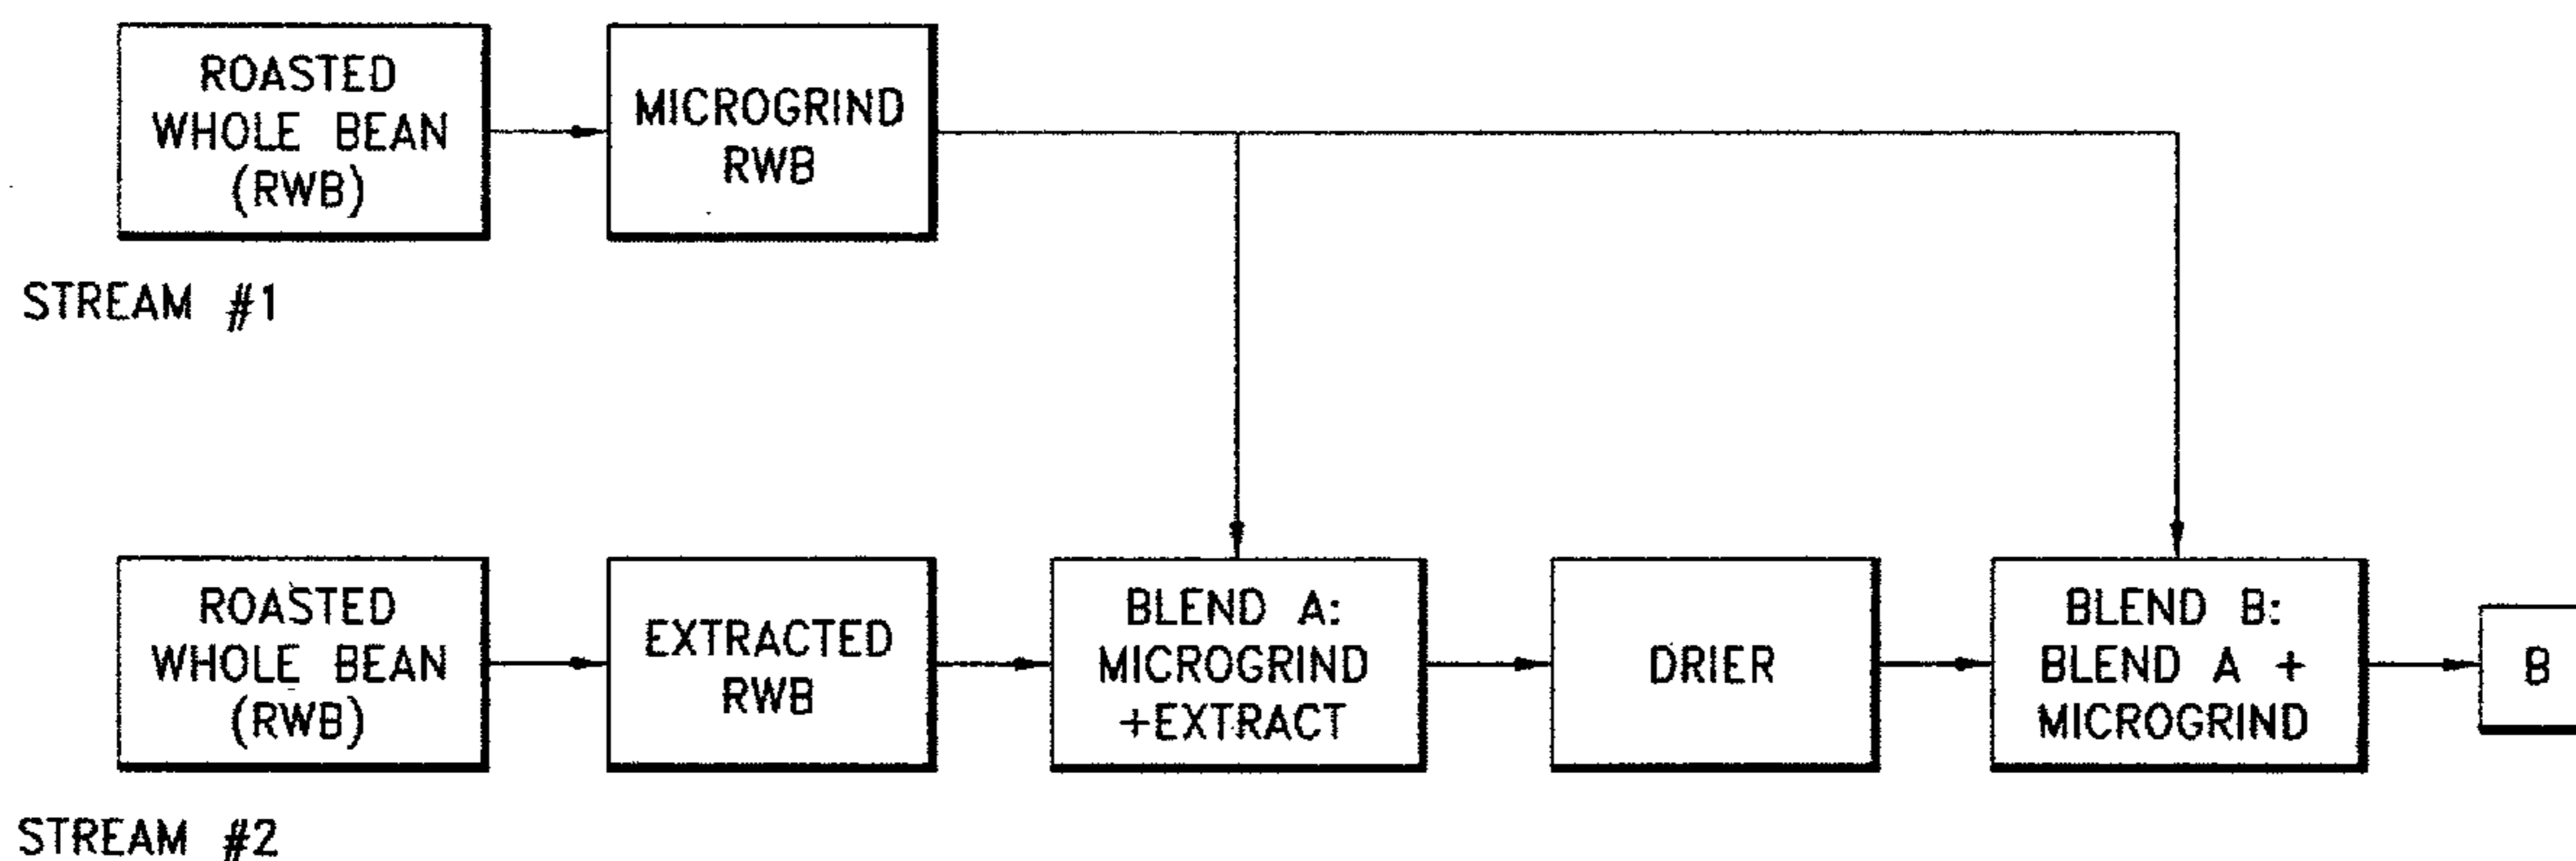 ROASTED
WHOLE BEAN
(RWB)
MICROGRIND
RWB
STREAM #1
ROASTED
WHOLE BEAN
(RWB)
EXTRACTED
RWB
BLEND A:
MICROGRIND
+EXTRACT
DRIER
BLEND B:
BLEND A +
MICROGRIND
B
STREAM #2